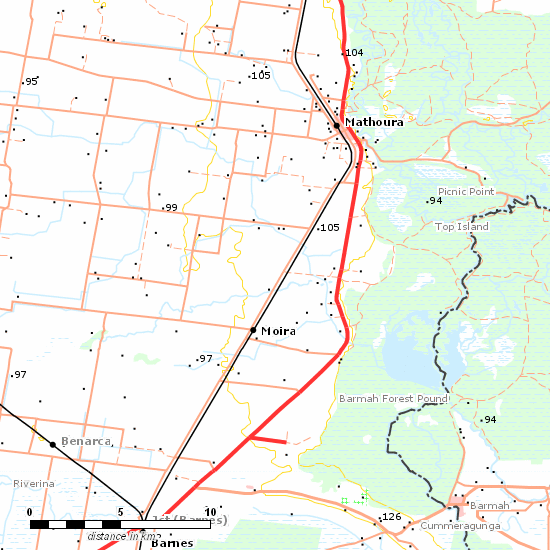 104
105
95
Mathoura
Picnic Point
94
99
Top Island
105
Moira
97
97
Barmah Forest Pound
94
Benarca
Riverina
Barmah
0 5 10
126
Jct (Barnes)
Cummeragunga
distance in km
Barnes